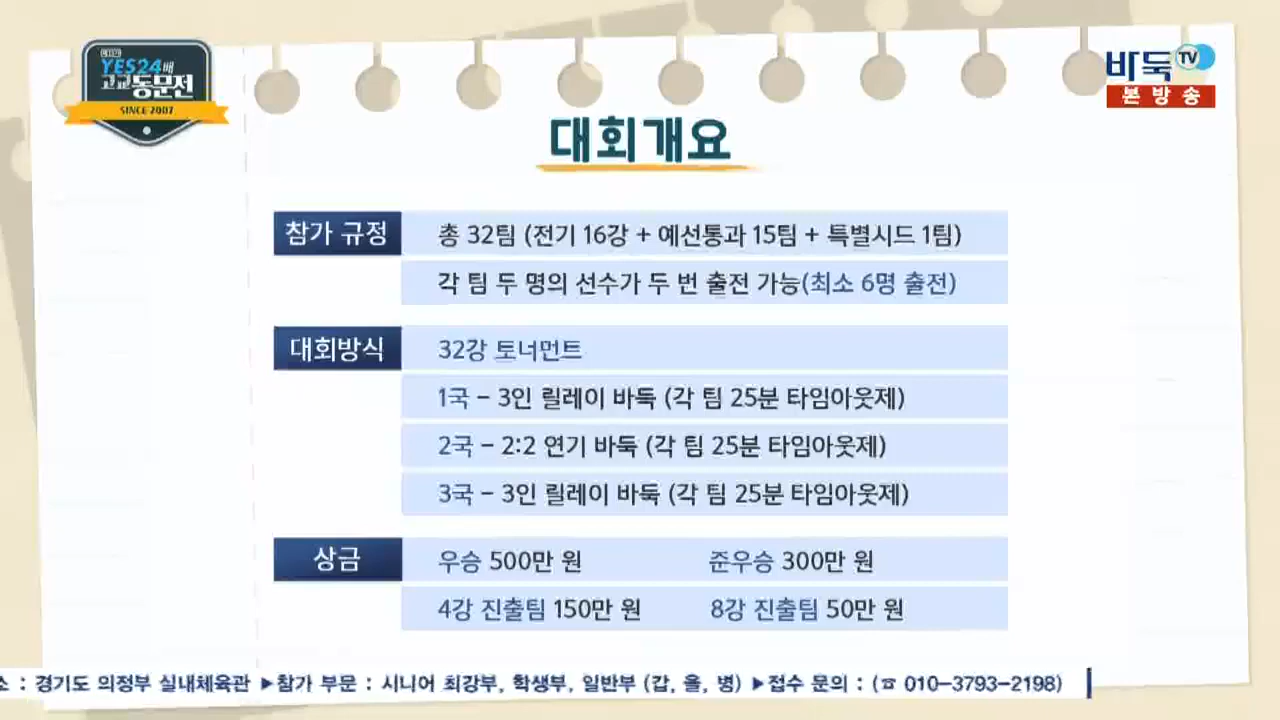 YES24배
고교동문전
SINCE 2007
바둑TV
본방송
대회개요
참가 규정
총 32팀 (전기 16강 + 예선통과 15팀 + 특별시드 1팀)
각 팀 두 명의 선수가 두 번 출전 가능(최소 6명 출전)
대회방식
32강 토너먼트
1국 - 3인 릴레이 바둑 (각 팀 25분 타임아웃제)
2국 - 2:2 연기 바둑 (각 팀 25분 타임아웃제)
3국 - 3인 릴레이 바둑 (각 팀 25분 타임아웃제)
상금
우승 500만 원 준우승 300만 원
4강 진출팀 150만 원 8강 진출팀 50만 원
소 : 경기도 의정부 실내체육관 ▶참가 부문 : 시니어 최강부, 학생부, 일반부 (갑, 을, 병) ▶접수 문의 : (☎ 010-3793-2198)